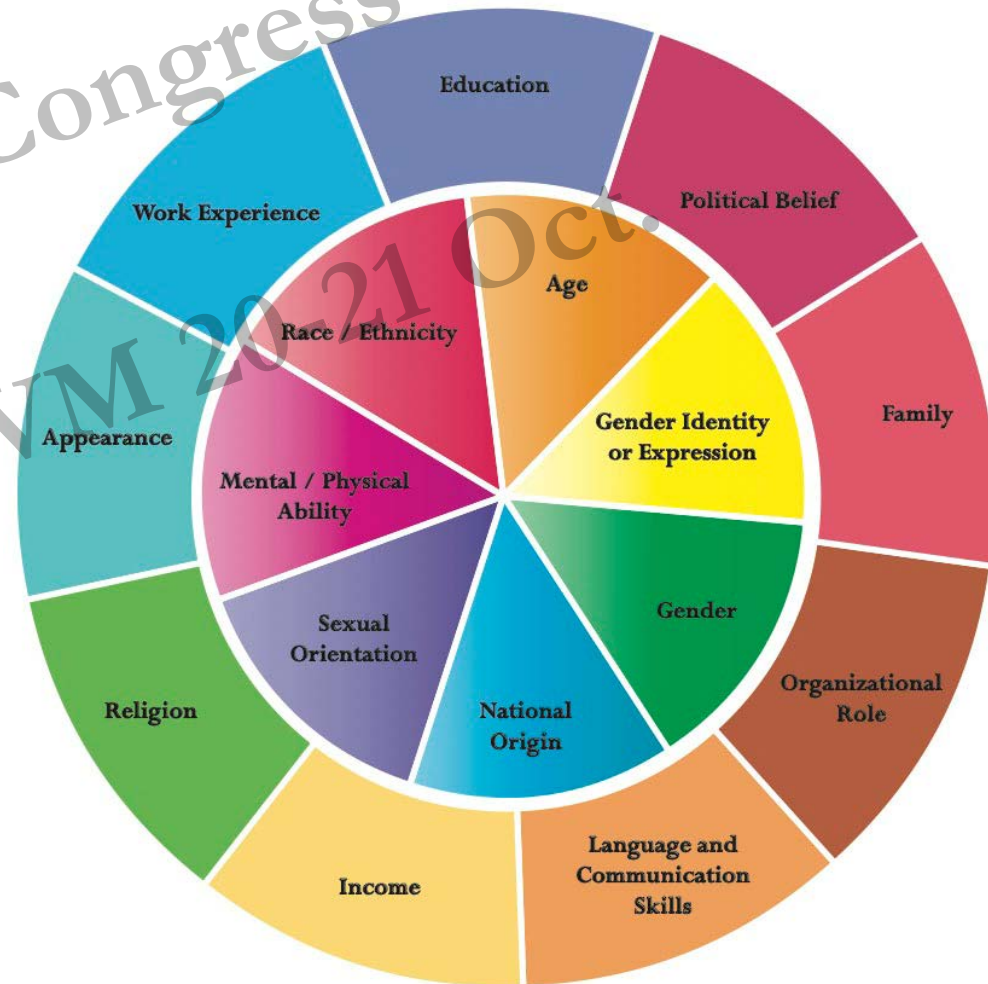 Congress
VM 20-21 Oct.
Education
Political Belief
Family
Organizational
Role
Language and
Communication
Skills
Income
Religion
Appearance
Work Experience
Age
Gender Identity
or Expression
Gender
National
Origin
Sexual
Orientation
Mental / Physical
Ability
Race / Ethnicity